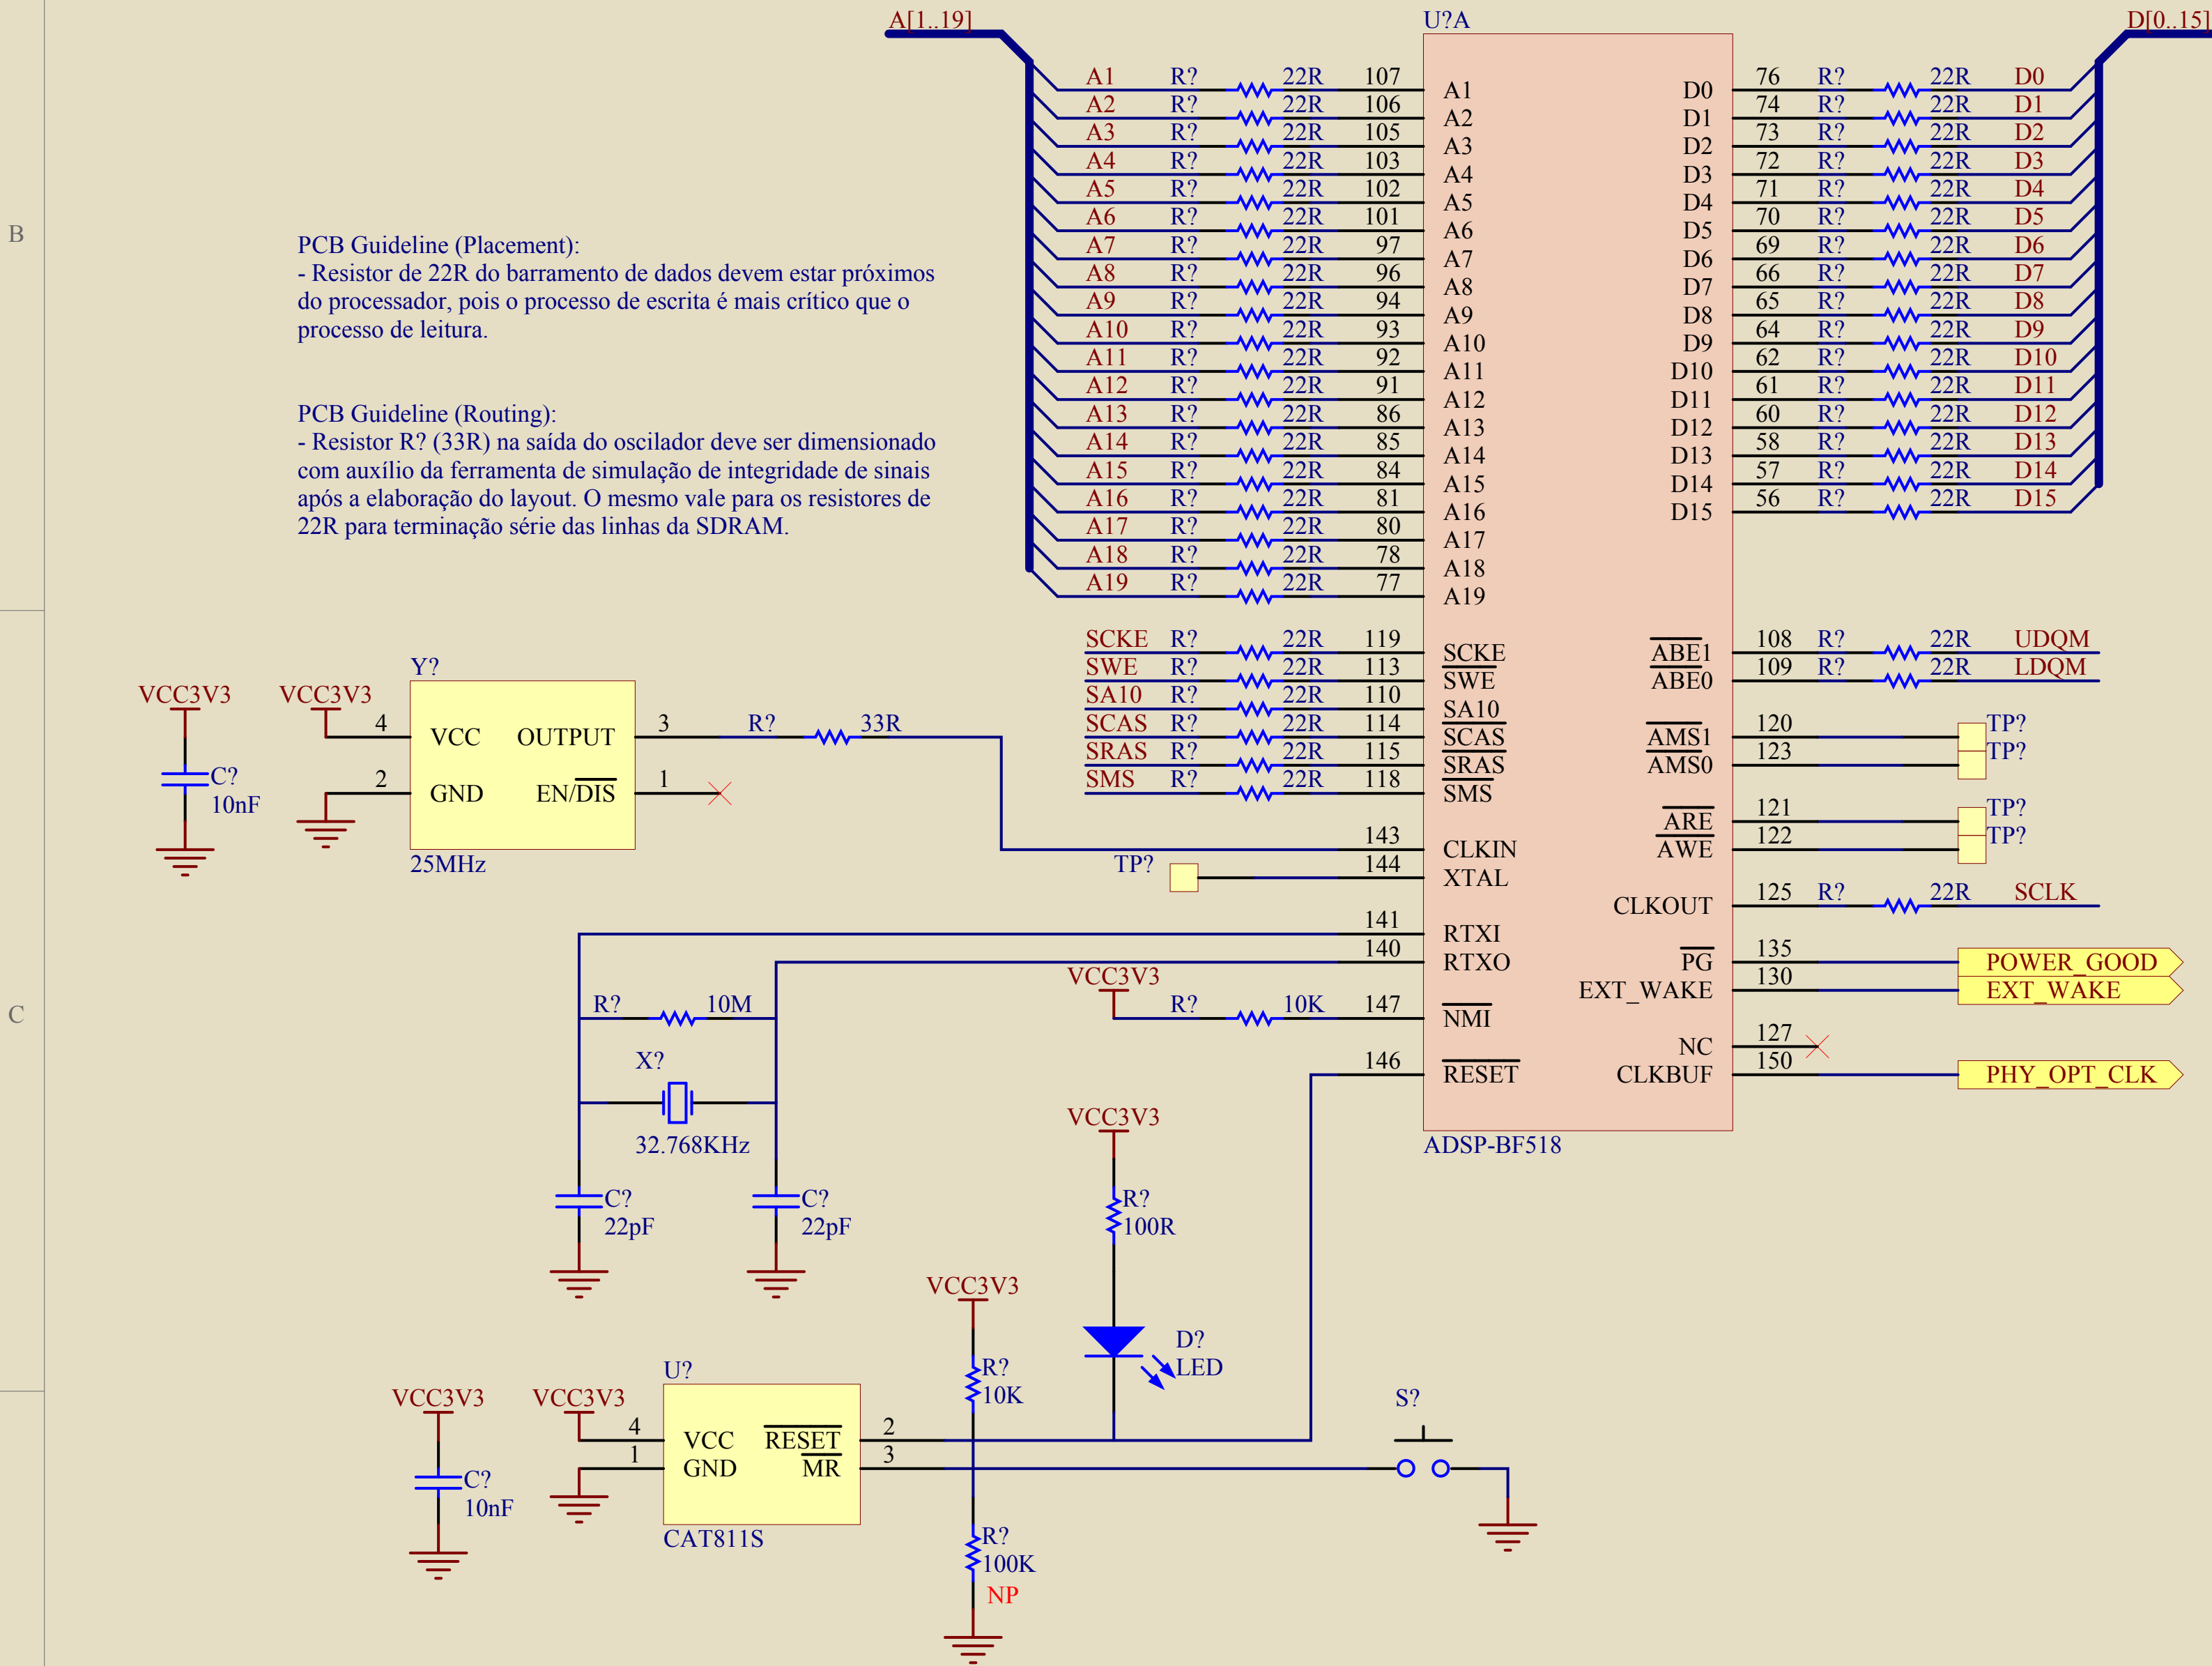 A[1..19]
U?A
D[0..15]
A1 R? 22R 107 A1 D0 76 R? 22R D0
A2 R? 22R 106 A2 D1 74 R? 22R D1
A3 R? 22R 105 A3 D2 73 R? 22R D2
A4 R? 22R 103 A4 D3 72 R? 22R D3
A5 R? 22R 102 A5 D4 71 R? 22R D4
A6 R? 22R 101 A6 D5 70 R? 22R D5
A7 R? 22R 97 A7 D6 69 R? 22R D6
A8 R? 22R 96 A8 D7 66 R? 22R D7
A9 R? 22R 94 A9 D8 65 R? 22R D8
A10 R? 22R 93 A10 D9 64 R? 22R D9
A11 R? 22R 92 A11 D10 62 R? 22R D10
A12 R? 22R 91 A12 D11 61 R? 22R D11
A13 R? 22R 86 A13 D12 60 R? 22R D12
A14 R? 22R 85 A14 D13 58 R? 22R D13
A15 R? 22R 84 A15 D14 57 R? 22R D14
A16 R? 22R 81 A16 D15 56 R? 22R D15
A17 R? 22R 80 A17
A18 R? 22R 78 A18
A19 R? 22R 77 A19
B
PCB Guideline (Placement):
- Resistor de 22R do barramento de dados devem estar próximos
do processador, pois o processo de escrita é mais crítico que o
processo de leitura.
PCB Guideline (Routing):
- Resistor R? (33R) na saída do oscilador deve ser dimensionado
com auxílio da ferramenta de simulação de integridade de sinais
após a elaboração do layout. O mesmo vale para os resistores de
22R para terminação série das linhas da SDRAM.
SCKE R? 22R 119 SCKE ABE1 108 R? 22R UDQM
SWE R? 22R 113 SWE ABE0 109 R? 22R LDQM
SA10 R? 22R 110 SA10
SCAS R? 22R 114 SCAS AMS1 120 TP?
SRAS R? 22R 115 SRAS AMS0 123 TP?
SMS R? 22R 118 SMS
ARE 121 TP?
143 CLKIN AWE 122 TP?
TP? 144 XTAL
CLKOUT 125 R? 22R SCLK
141 RTXI
140 RTXO PG 135 POWER_GOOD
EXT_WAKE 130 EXT_WAKE
VCC3V3
R? 10K 147 NMI
NC 127
146 RESET CLKBUF 150 PHY_OPT_CLK
ADSP-BF518
Y?
VCC3V3 VCC3V3
4 VCC OUTPUT 3 R? 33R
2 GND EN/DIS 1
C?
10nF
25MHz
C
R? 10M
X?
32.768KHz
C?
22pF
C?
22pF
VCC3V3
R?
100R
D?
LED
VCC3V3
R?
10K
U?
VCC3V3 VCC3V3
4 VCC RESET 2
1 GND MR 3
S?
C?
10nF
CAT811S
R?
100K
NP